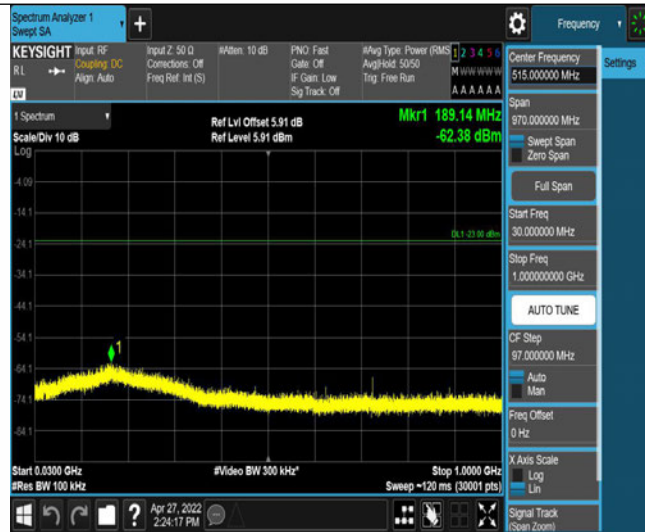 Spectrum Analyzer 1
Swept SA
Frequency
KEYSIGHT
RL
Input: RF
Coupling: DC
Align: Auto
Input Z: 50 Ω
Corrections: Off
Freq Ref: Int (S)
#Atten: 10 dB
PNO: Fast
Gate: Off
IF Gain: Low
Sig Track: Off
#Avg Type: Power (RMS
Avg|Hold: 50/50
Trig: Free Run
1 2 3 4 5 6
M W W W W W
A A A A A A
1 Spectrum
Scale/Div 10 dB
Log
Ref Lvl Offset 5.91 dB
Ref Level 5.91 dBm
Mkr1 189.14 MHz
-62.38 dBm
-4.09
-14.1
DL1 -23.00 dBm
-24.1
-34.1
-44.1
-54.1
1
-64.1
-74.1
-84.1
Start 0.0300 GHz
#Res BW 100 kHz
#Video BW 300 kHz*
Stop 1.0000 GHz
Sweep ~120 ms (30001 pts)
Apr 27, 2022
2:24:17 PM
Center Frequency
515.000000 MHz
Settings
Span
970.000000 MHz
Swept Span
Zero Span
Full Span
Start Freq
30.000000 MHz
Stop Freq
1.000000000 GHz
AUTO TUNE
CF Step
97.000000 MHz
Auto
Man
Freq Offset
0 Hz
X Axis Scale
Log
Lin
Signal Track
(Span Zoom)